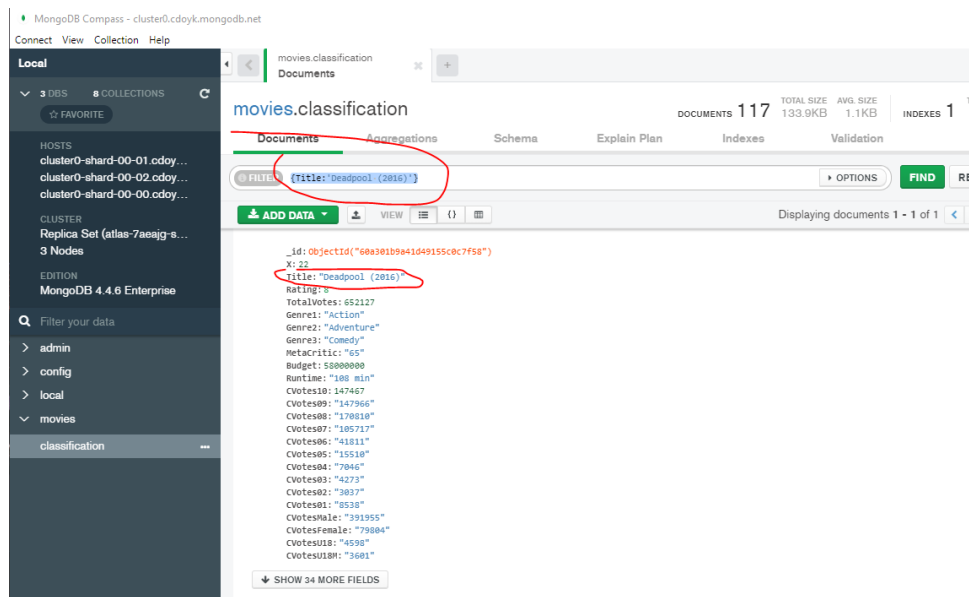 MongoDB Compass - cluster0.cdoyk.mongodb.net
Connect View Collection Help
Local
3 DBS 8 COLLECTIONS
FAVORITE
HOSTS
cluster0-shard-00-01.cdoy...
cluster0-shard-00-02.cdoy...
cluster0-shard-00-00.cdoy...
CLUSTER
Replica Set (atlas-7aeajg-s...
3 Nodes
EDITION
MongoDB 4.4.6 Enterprise
Filter your data
admin
config
local
movies
classification
movies.classification
Documents
movies.classification
DOCUMENTS 117 TOTAL SIZE 133.9KB AVG. SIZE 1.1KB INDEXES 1
Documents Aggregations Schema Explain Plan Indexes Validation
FILTER {Title:'Deadpool (2016)'} OPTIONS FIND RE
ADD DATA VIEW Displaying documents 1 - 1 of 1
_id: ObjectId("60a301b9a41d49155c0c7f58")
X: 22
Title: "Deadpool (2016)"
Rating: 8
TotalVotes: 652127
Genre1: "Action"
Genre2: "Adventure"
Genre3: "Comedy"
MetaCritic: "65"
Budget: 58000000
Runtime: "108 min"
CVotes10: 147467
CVotes09: "147966"
CVotes08: "170810"
CVotes07: "105717"
CVotes06: "41811"
CVotes05: "15510"
CVotes04: "7046"
CVotes03: "4273"
CVotes02: "3037"
CVotes01: "8538"
CVotesMale: "391955"
CVotesFemale: "79804"
CVotesU18: "4598"
CVotesU18M: "3601"
SHOW 34 MORE FIELDS